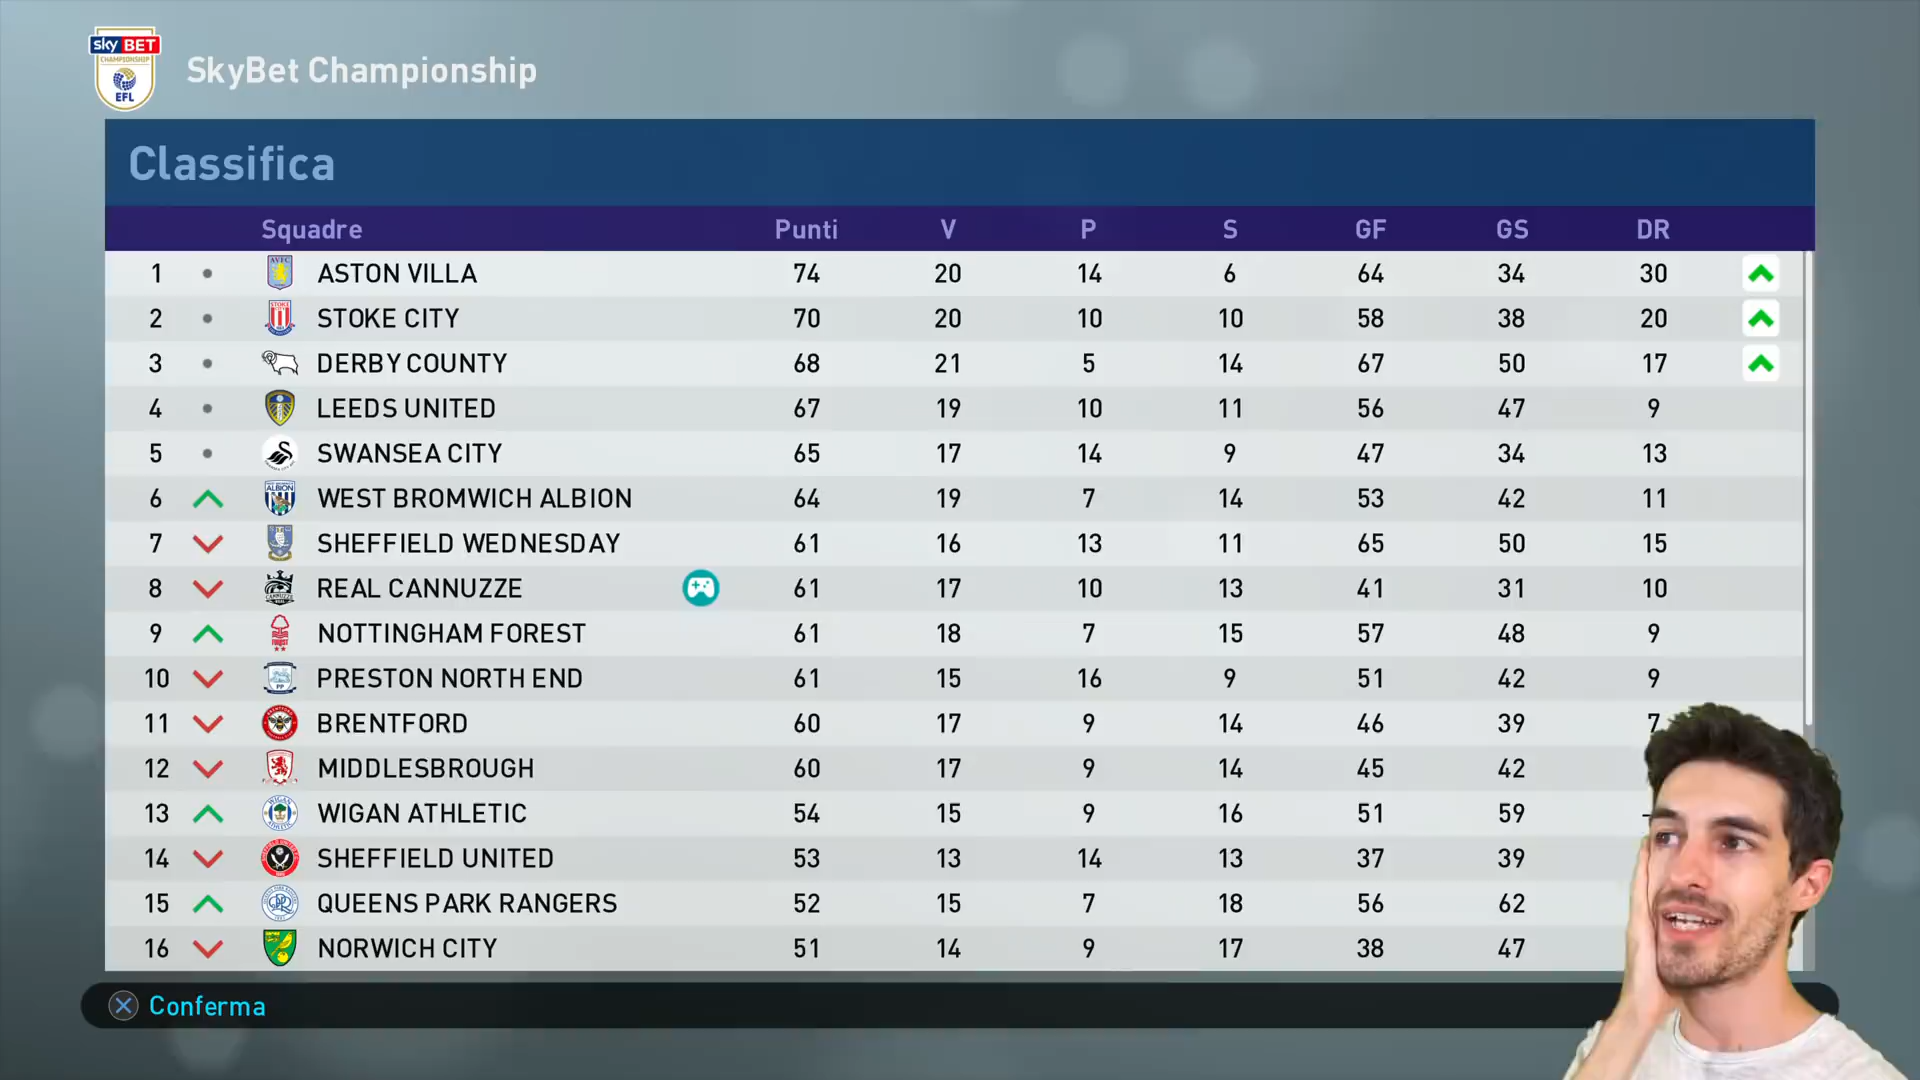 sky BET
CHAMPIONSHIP
EFL
SkyBet Championship
Classifica
Squadre Punti V P S GF GS DR
1 ASTON VILLA 74 20 14 6 64 34 30
2 STOKE CITY 70 20 10 10 58 38 20
3 DERBY COUNTY 68 21 5 14 67 50 17
4 LEEDS UNITED 67 19 10 11 56 47 9
5 SWANSEA CITY 65 17 14 9 47 34 13
6 WEST BROMWICH ALBION 64 19 7 14 53 42 11
7 SHEFFIELD WEDNESDAY 61 16 13 11 65 50 15
8 REAL CANNUZZE 61 17 10 13 41 31 10
9 NOTTINGHAM FOREST 61 18 7 15 57 48 9
10 PRESTON NORTH END 61 15 16 9 51 42 9
11 BRENTFORD 60 17 9 14 46 39 7
12 MIDDLESBROUGH 60 17 9 14 45 42
13 WIGAN ATHLETIC 54 15 9 16 51 59
14 SHEFFIELD UNITED 53 13 14 13 37 39
15 QUEENS PARK RANGERS 52 15 7 18 56 62
16 NORWICH CITY 51 14 9 17 38 47
Conferma